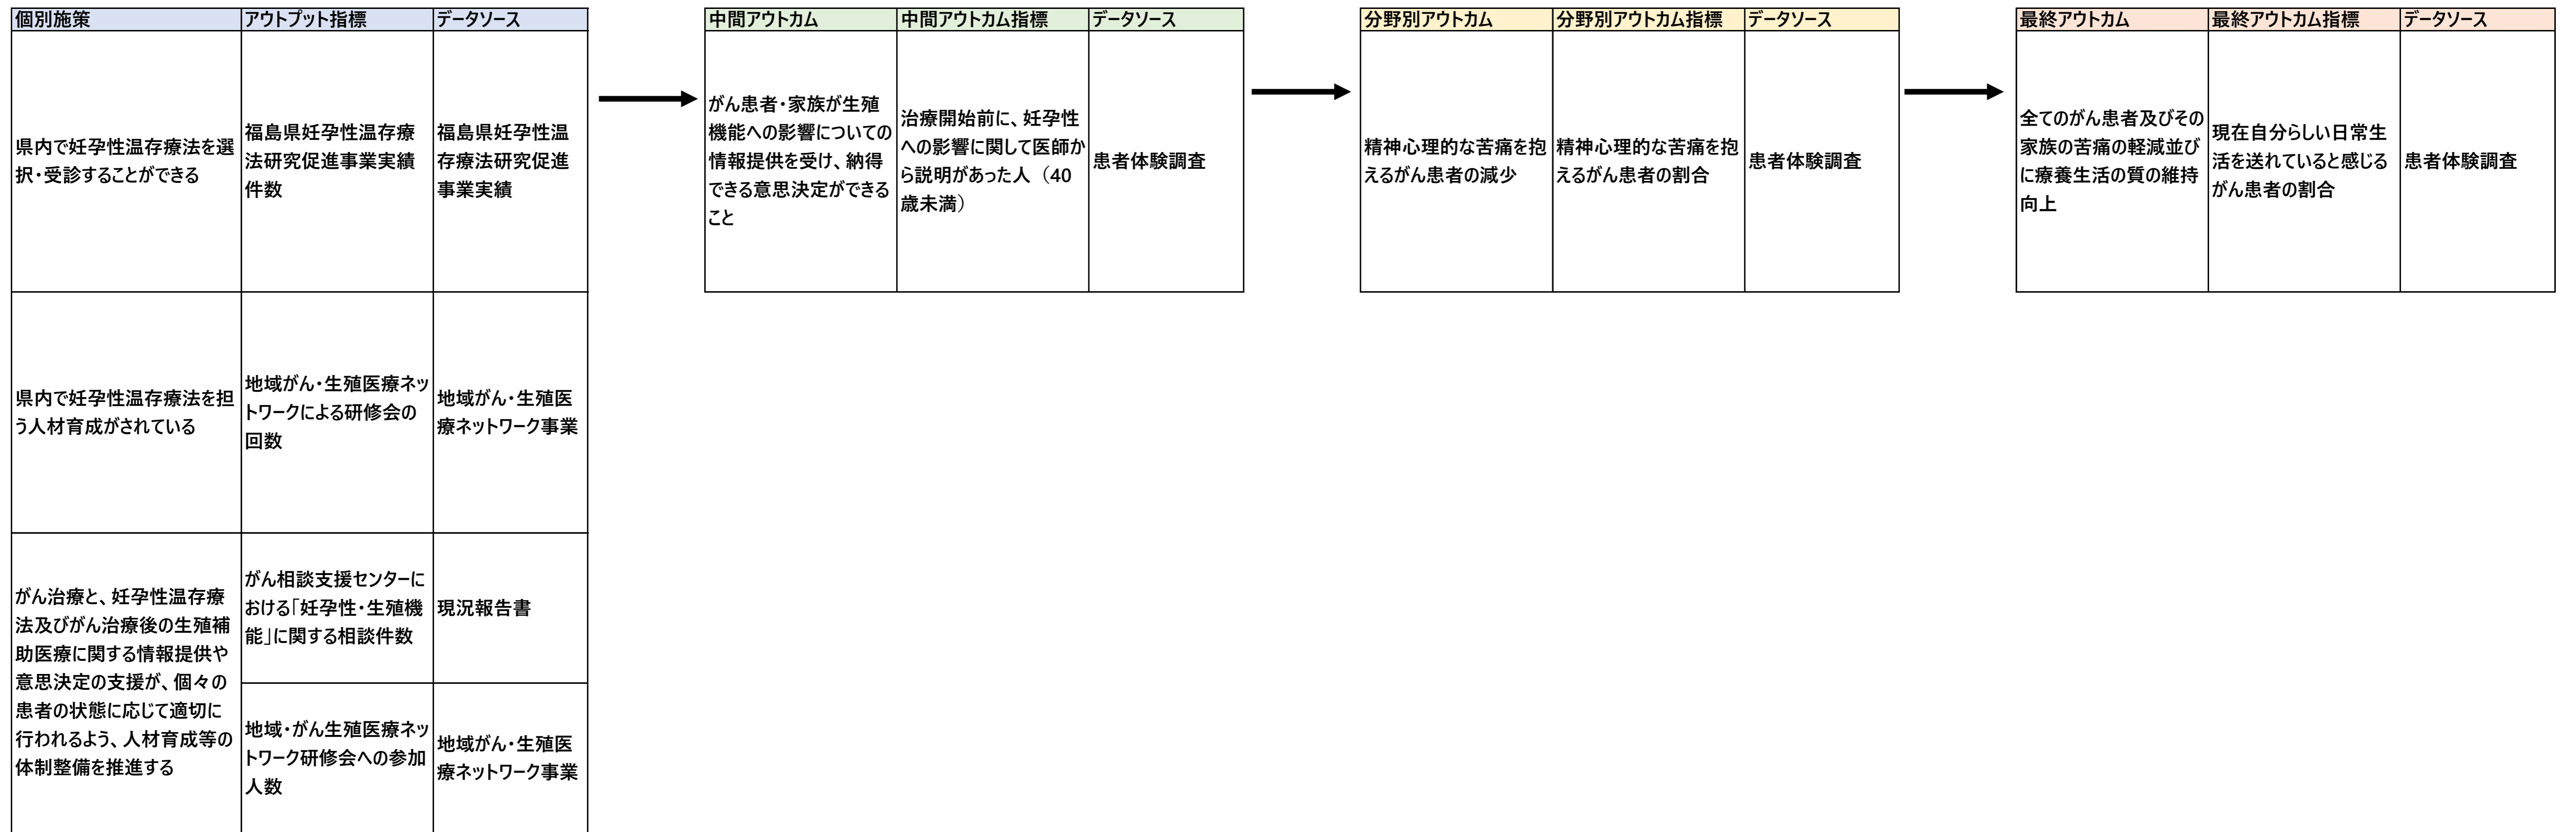 個別施策
アウトプット指標
データソース
県内で妊孕性温存療法を選
択・受診することができる
福島県妊孕性温存療
法研究促進事業実績
件数
福島県妊孕性温
存療法研究促進
事業実績
県内で妊孕性温存療法を担
う人材育成がされている
地域がん・生殖医療ネッ
トワークによる研修会の
回数
地域がん・生殖医
療ネットワーク事業
がん治療と、妊孕性温存療
法及びがん治療後の生殖補
助医療に関する情報提供や
意思決定の支援が、個々の
患者の状態に応じて適切に
行われるよう、人材育成等の
体制整備を推進する
がん相談支援センターに
おける「妊孕性・生殖機
能」に関する相談件数
現況報告書
地域・がん生殖医療ネッ
トワーク研修会への参加
人数
地域がん・生殖医
療ネットワーク事業
中間アウトカム
中間アウトカム指標
データソース
がん患者・家族が生殖
機能への影響についての
情報提供を受け、納得
できる意思決定ができる
こと
治療開始前に、妊孕性
への影響に関して医師か
ら説明があった人（40
歳未満）
患者体験調査
分野別アウトカム
分野別アウトカム指標
データソース
精神心理的な苦痛を抱
えるがん患者の減少
精神心理的な苦痛を抱
えるがん患者の割合
患者体験調査
最終アウトカム
最終アウトカム指標
データソース
全てのがん患者及びその
家族の苦痛の軽減並び
に療養生活の質の維持
向上
現在自分らしい日常生
活を送れていると感じる
がん患者の割合
患者体験調査